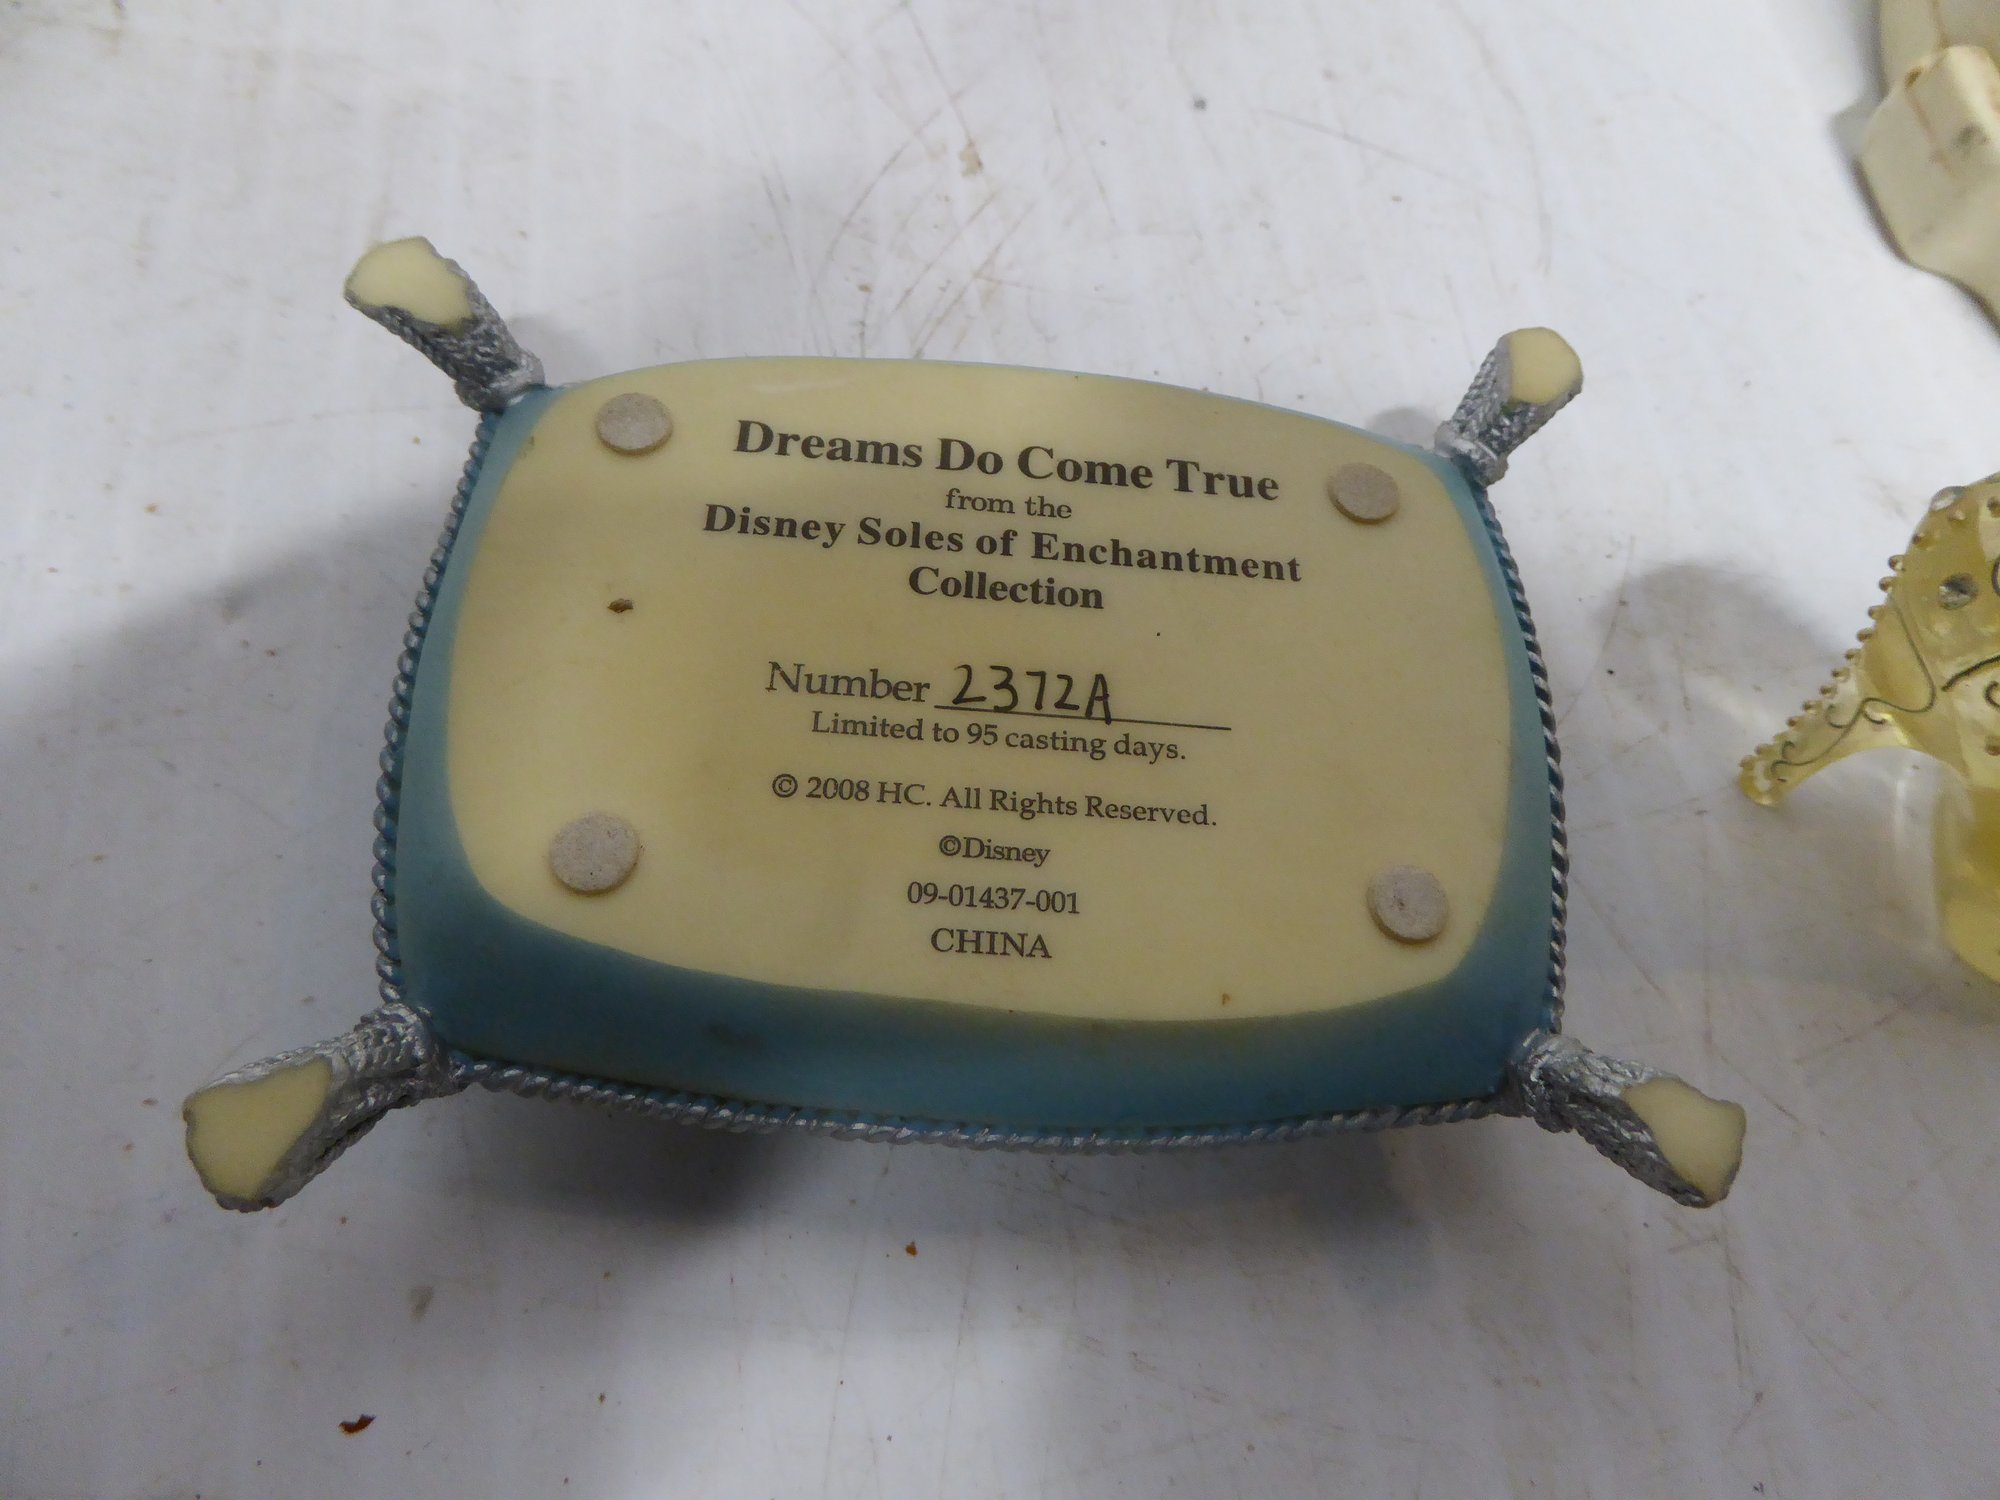 Dreams Do Come True
from the
Disney Soles of Enchantment
Collection
Number 2372A
Limited to 95 casting days.
© 2008 HC. All Rights Reserved.
©Disney
09-01437-001
CHINA